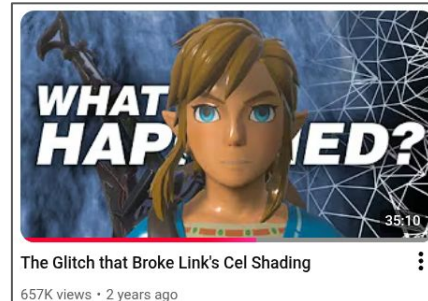 WHAT
HAP ED?
35:10
The Glitch that Broke Link's Cel Shading
657K views • 2 years ago